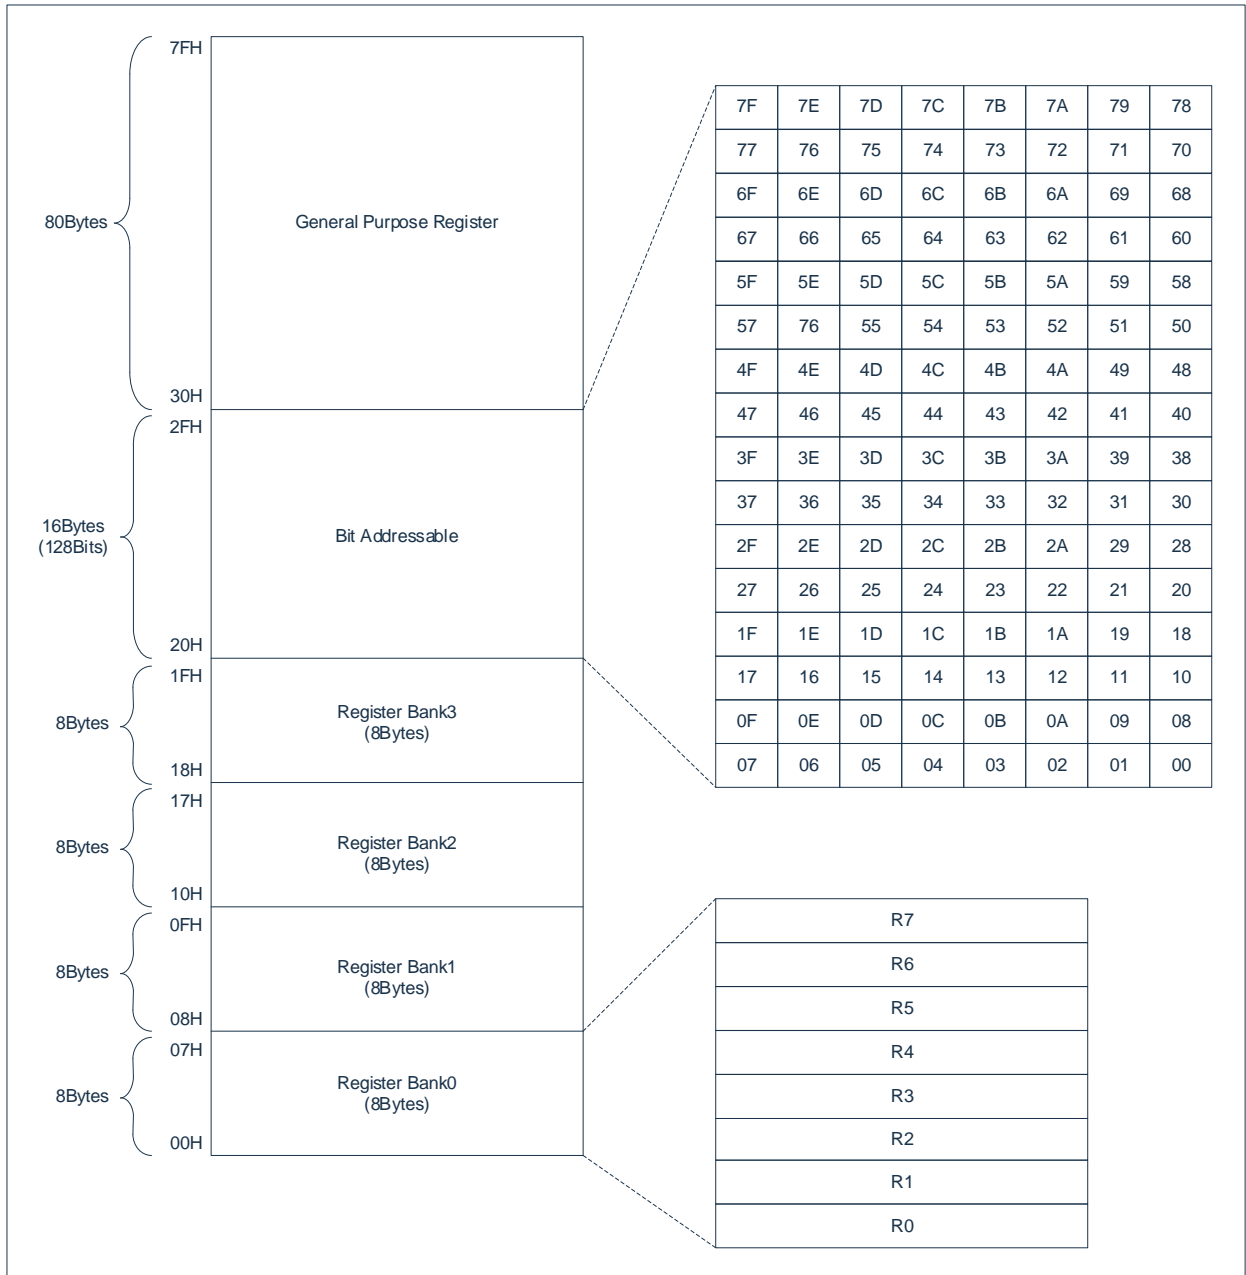 7FH
80Bytes
General Purpose Register
30H
2FH
16Bytes
(128Bits)
Bit Addressable
20H
1FH
8Bytes
Register Bank3
(8Bytes)
18H
17H
8Bytes
Register Bank2
(8Bytes)
10H
0FH
8Bytes
Register Bank1
(8Bytes)
08H
07H
8Bytes
Register Bank0
(8Bytes)
00H
7F 7E 7D 7C 7B 7A 79 78
77 76 75 74 73 72 71 70
6F 6E 6D 6C 6B 6A 69 68
67 66 65 64 63 62 61 60
5F 5E 5D 5C 5B 5A 59 58
57 76 55 54 53 52 51 50
4F 4E 4D 4C 4B 4A 49 48
47 46 45 44 43 42 41 40
3F 3E 3D 3C 3B 3A 39 38
37 36 35 34 33 32 31 30
2F 2E 2D 2C 2B 2A 29 28
27 26 25 24 23 22 21 20
1F 1E 1D 1C 1B 1A 19 18
17 16 15 14 13 12 11 10
0F 0E 0D 0C 0B 0A 09 08
07 06 05 04 03 02 01 00
R7
R6
R5
R4
R3
R2
R1
R0